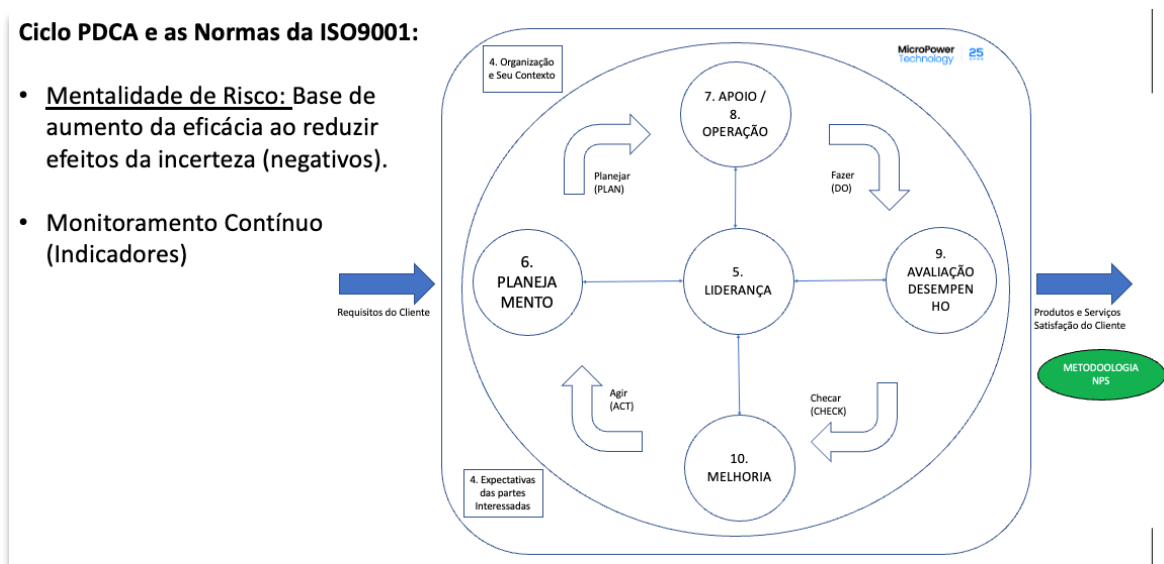 Ciclo PDCA e as Normas da ISO9001:
• Mentalidade de Risco: Base de
aumento da eficácia ao reduzir
efeitos da incerteza (negativos).
• Monitoramento Contínuo
(Indicadores)
4. Organização
e Seu Contexto
MicroPower
Technology
25
7. APOIO /
8.
OPERAÇÃO
Planejar
(PLAN)
Fazer
(DO)
6.
PLANEJA
MENTO
5.
LIDERANÇA
9.
AVALIAÇÃO
DESEMPEN
HO
Requisitos do Cliente
Produtos e Serviços
Satisfação do Cliente
METODOOLOGIA
NPS
Agir
(ACT)
Checar
(CHECK)
10.
MELHORIA
4. Expectativas
das partes
Interessadas